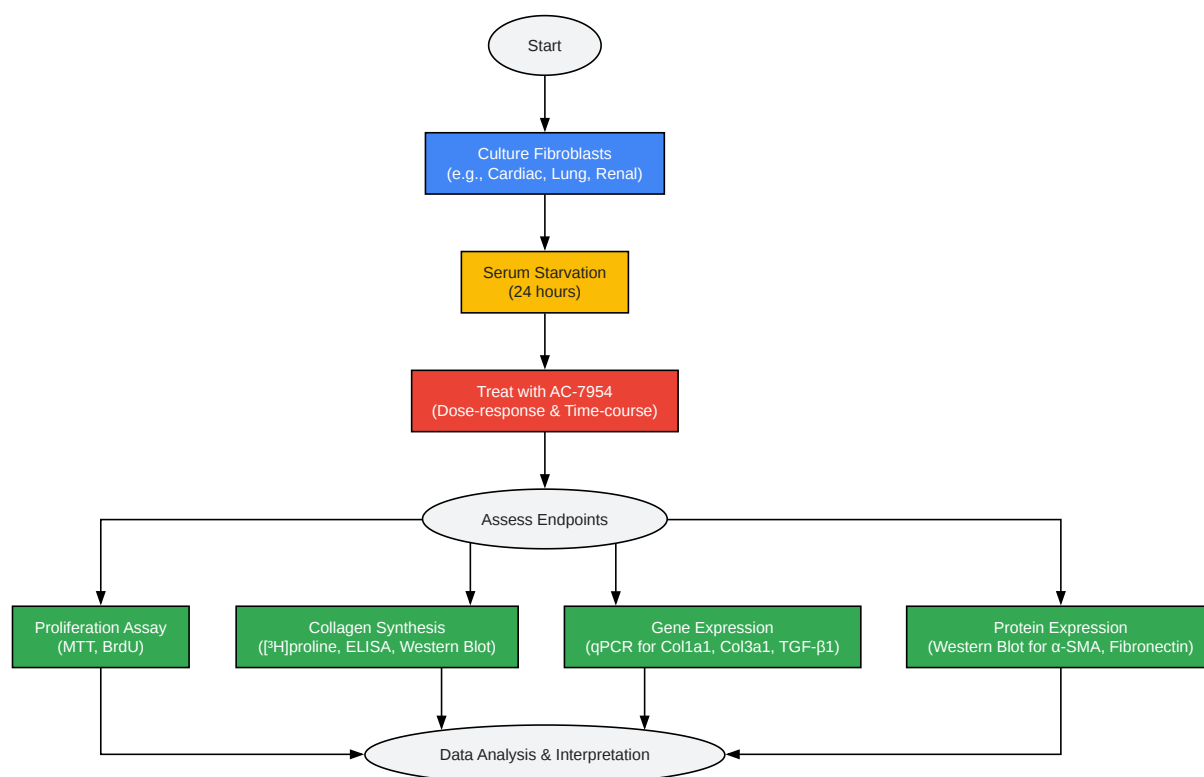 Start
Culture Fibroblasts
(e.g., Cardiac, Lung, Renal)
Serum Starvation
(24 hours)
Treat with AC-7954
(Dose-response & Time-course)
Assess Endpoints
Proliferation Assay
(MTT, BrdU)
Collagen Synthesis
([³H]proline, ELISA, Western Blot)
Gene Expression
(qPCR for Col1a1, Col3a1, TGF-β1)
Protein Expression
(Western Blot for α-SMA, Fibronectin)
Data Analysis & Interpretation